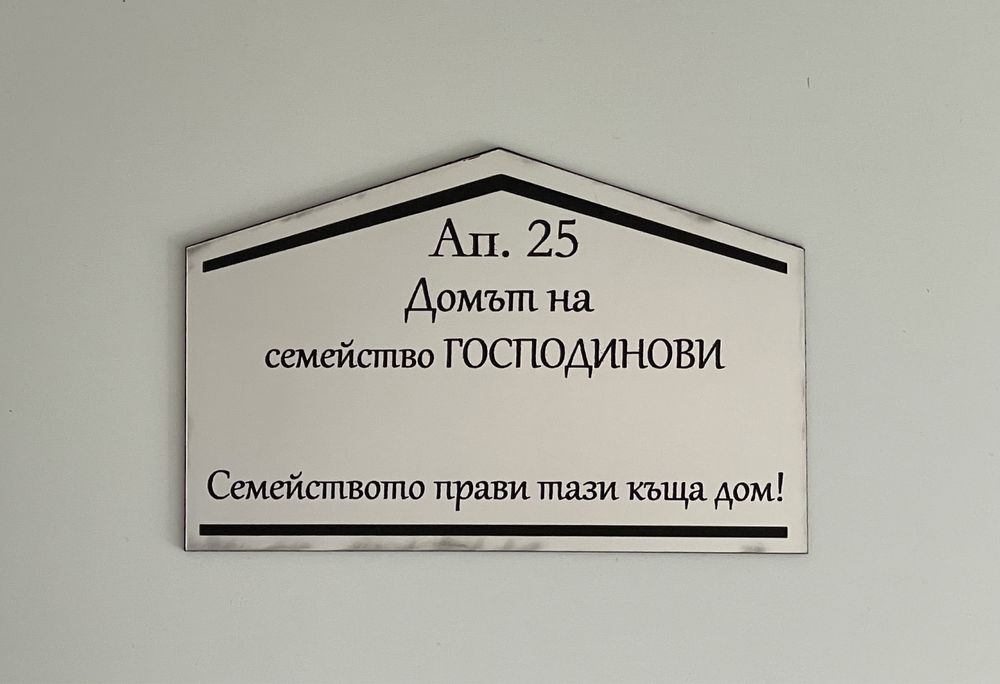 Ап. 25
Домът на
семейство ГОСПОДИНОВИ
Семейството прави тази къща дом!